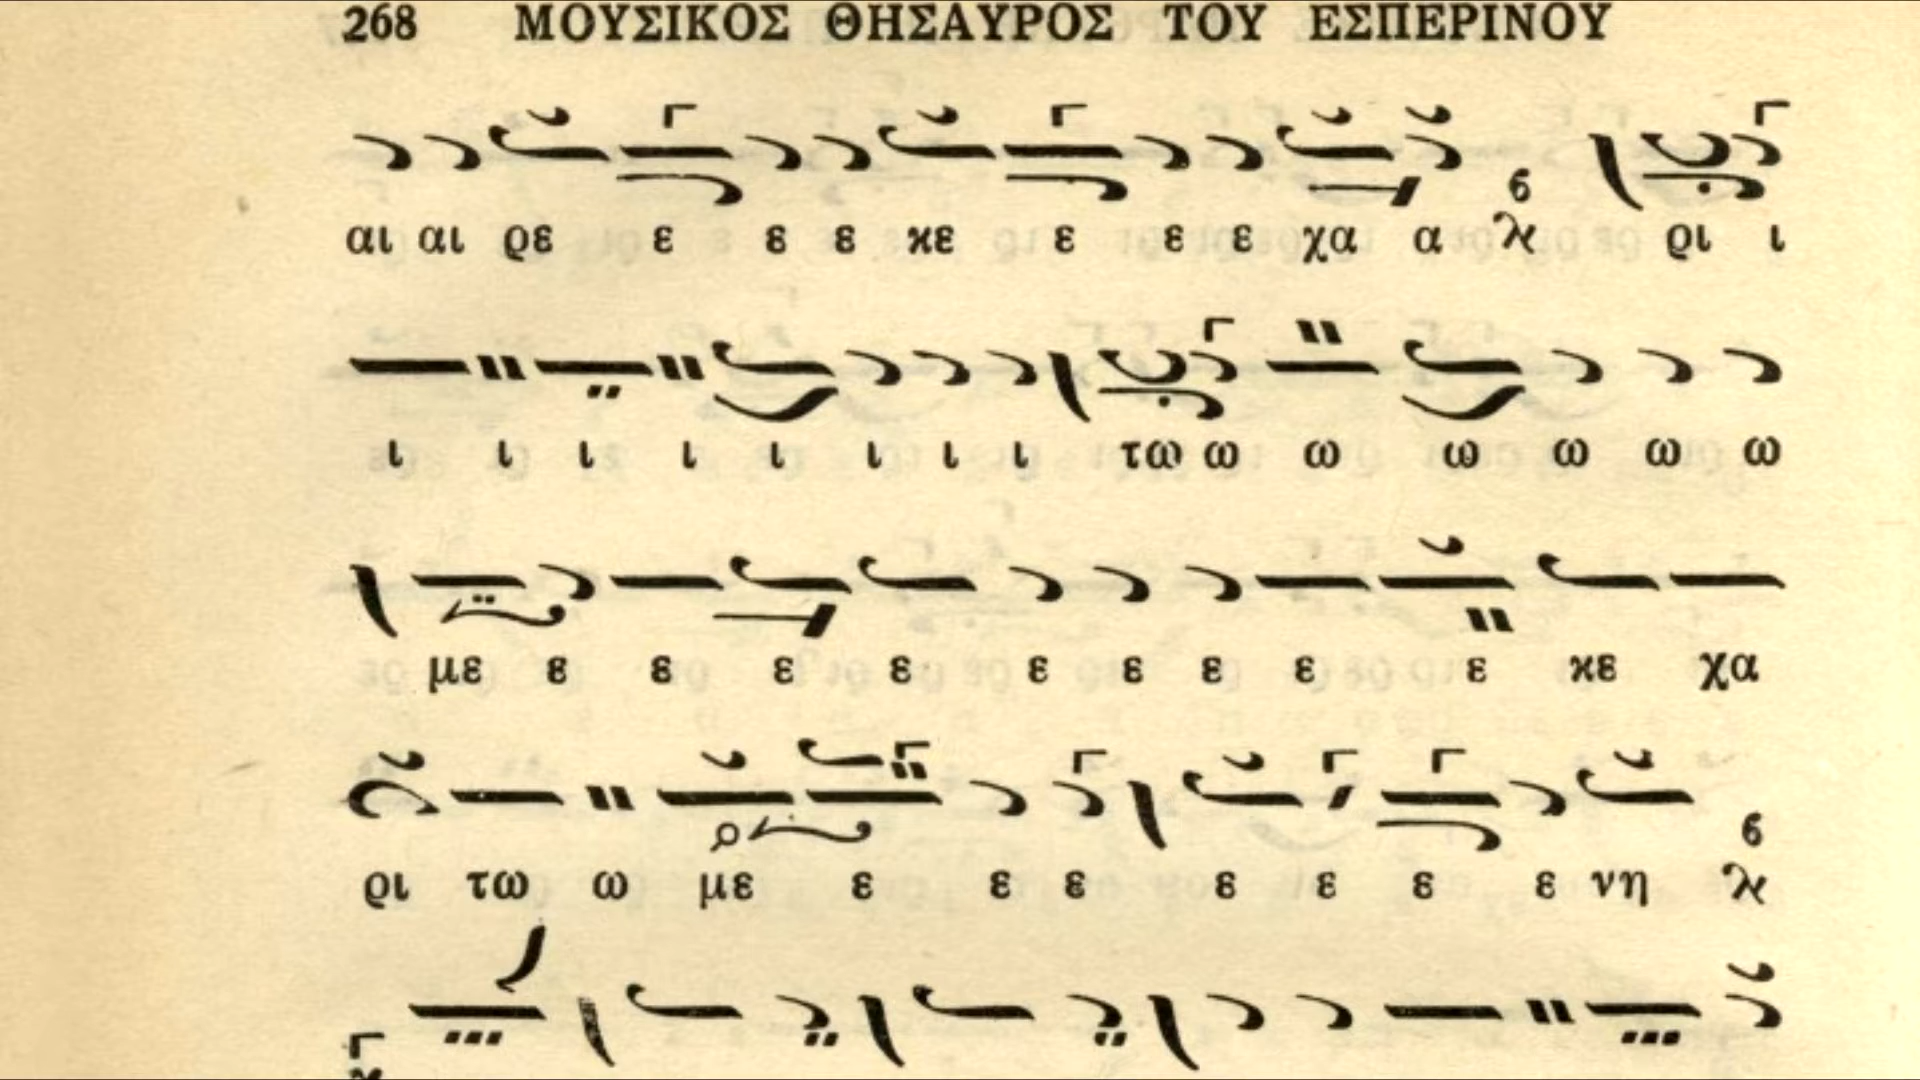 268 ΜΟΥΣΙΚΟΣ ΘΗΣΑΥΡΟΣ ΤΟΥ ΕΣΠΕΡΙΝΟΥ
αι αι ρε ε ε ε κε ε ε ε χα α ρι ι
ι ι ι ι ι ι ι ι τω ω ω ω ω ω ω
με ε ε ε ε ε ε ε ε ε κε χα
ρι τω ω με ε ε ε ε ε ε ε νη